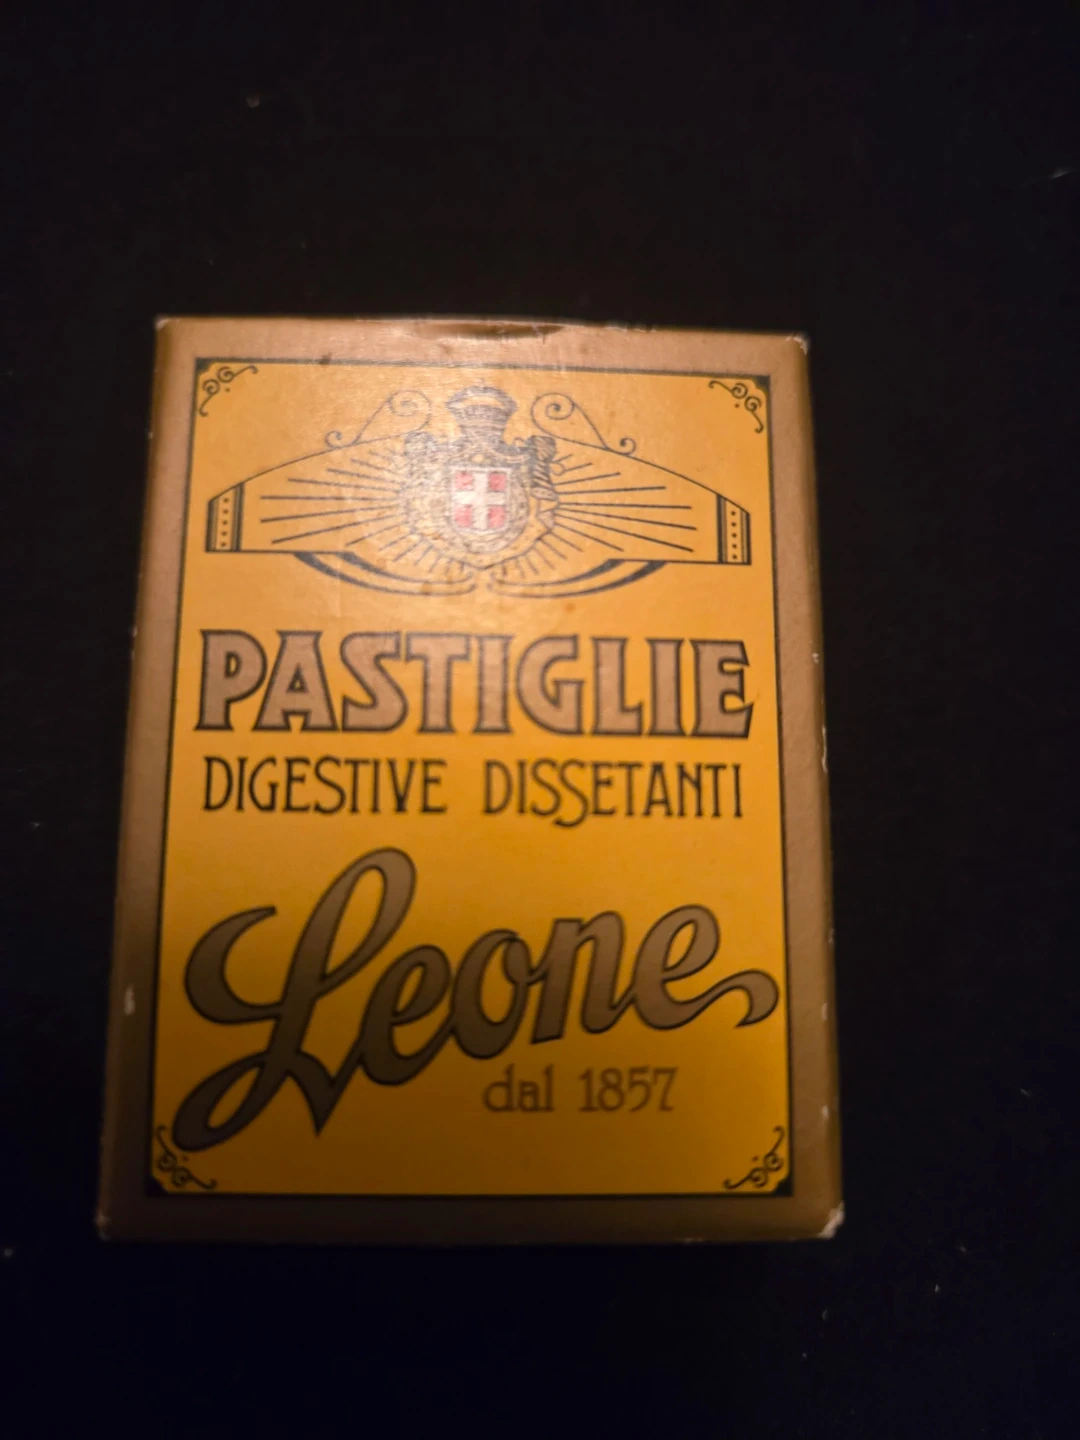 PASTIGLIE
DIGESTIVE DISSETANTI
Leone
dal 1857